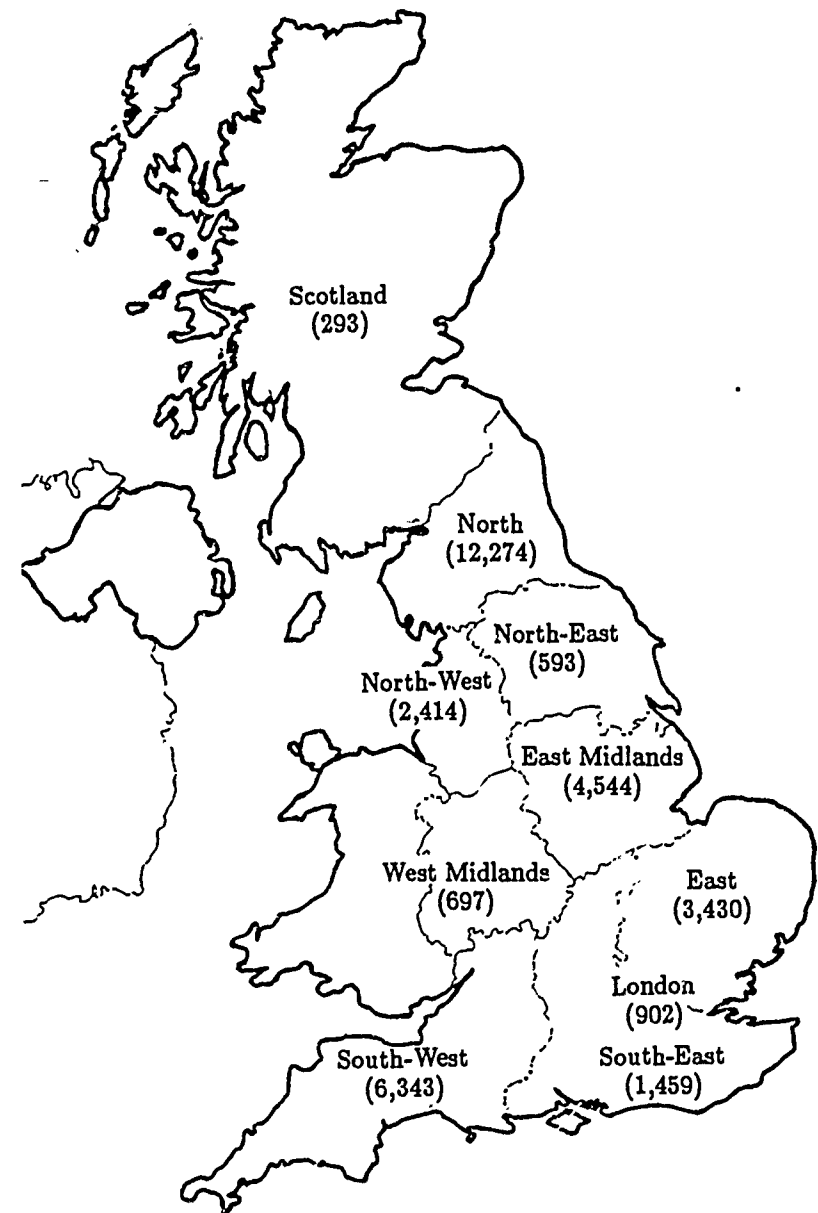 Scotland
(293)
North
(12,274)
North-East
(593)
North-West
(2,414)
East Midlands
(4,544)
West Midlands
(697)
East
(3,430)
London
(902)
South-West
(6,343)
South-East
(1,459)